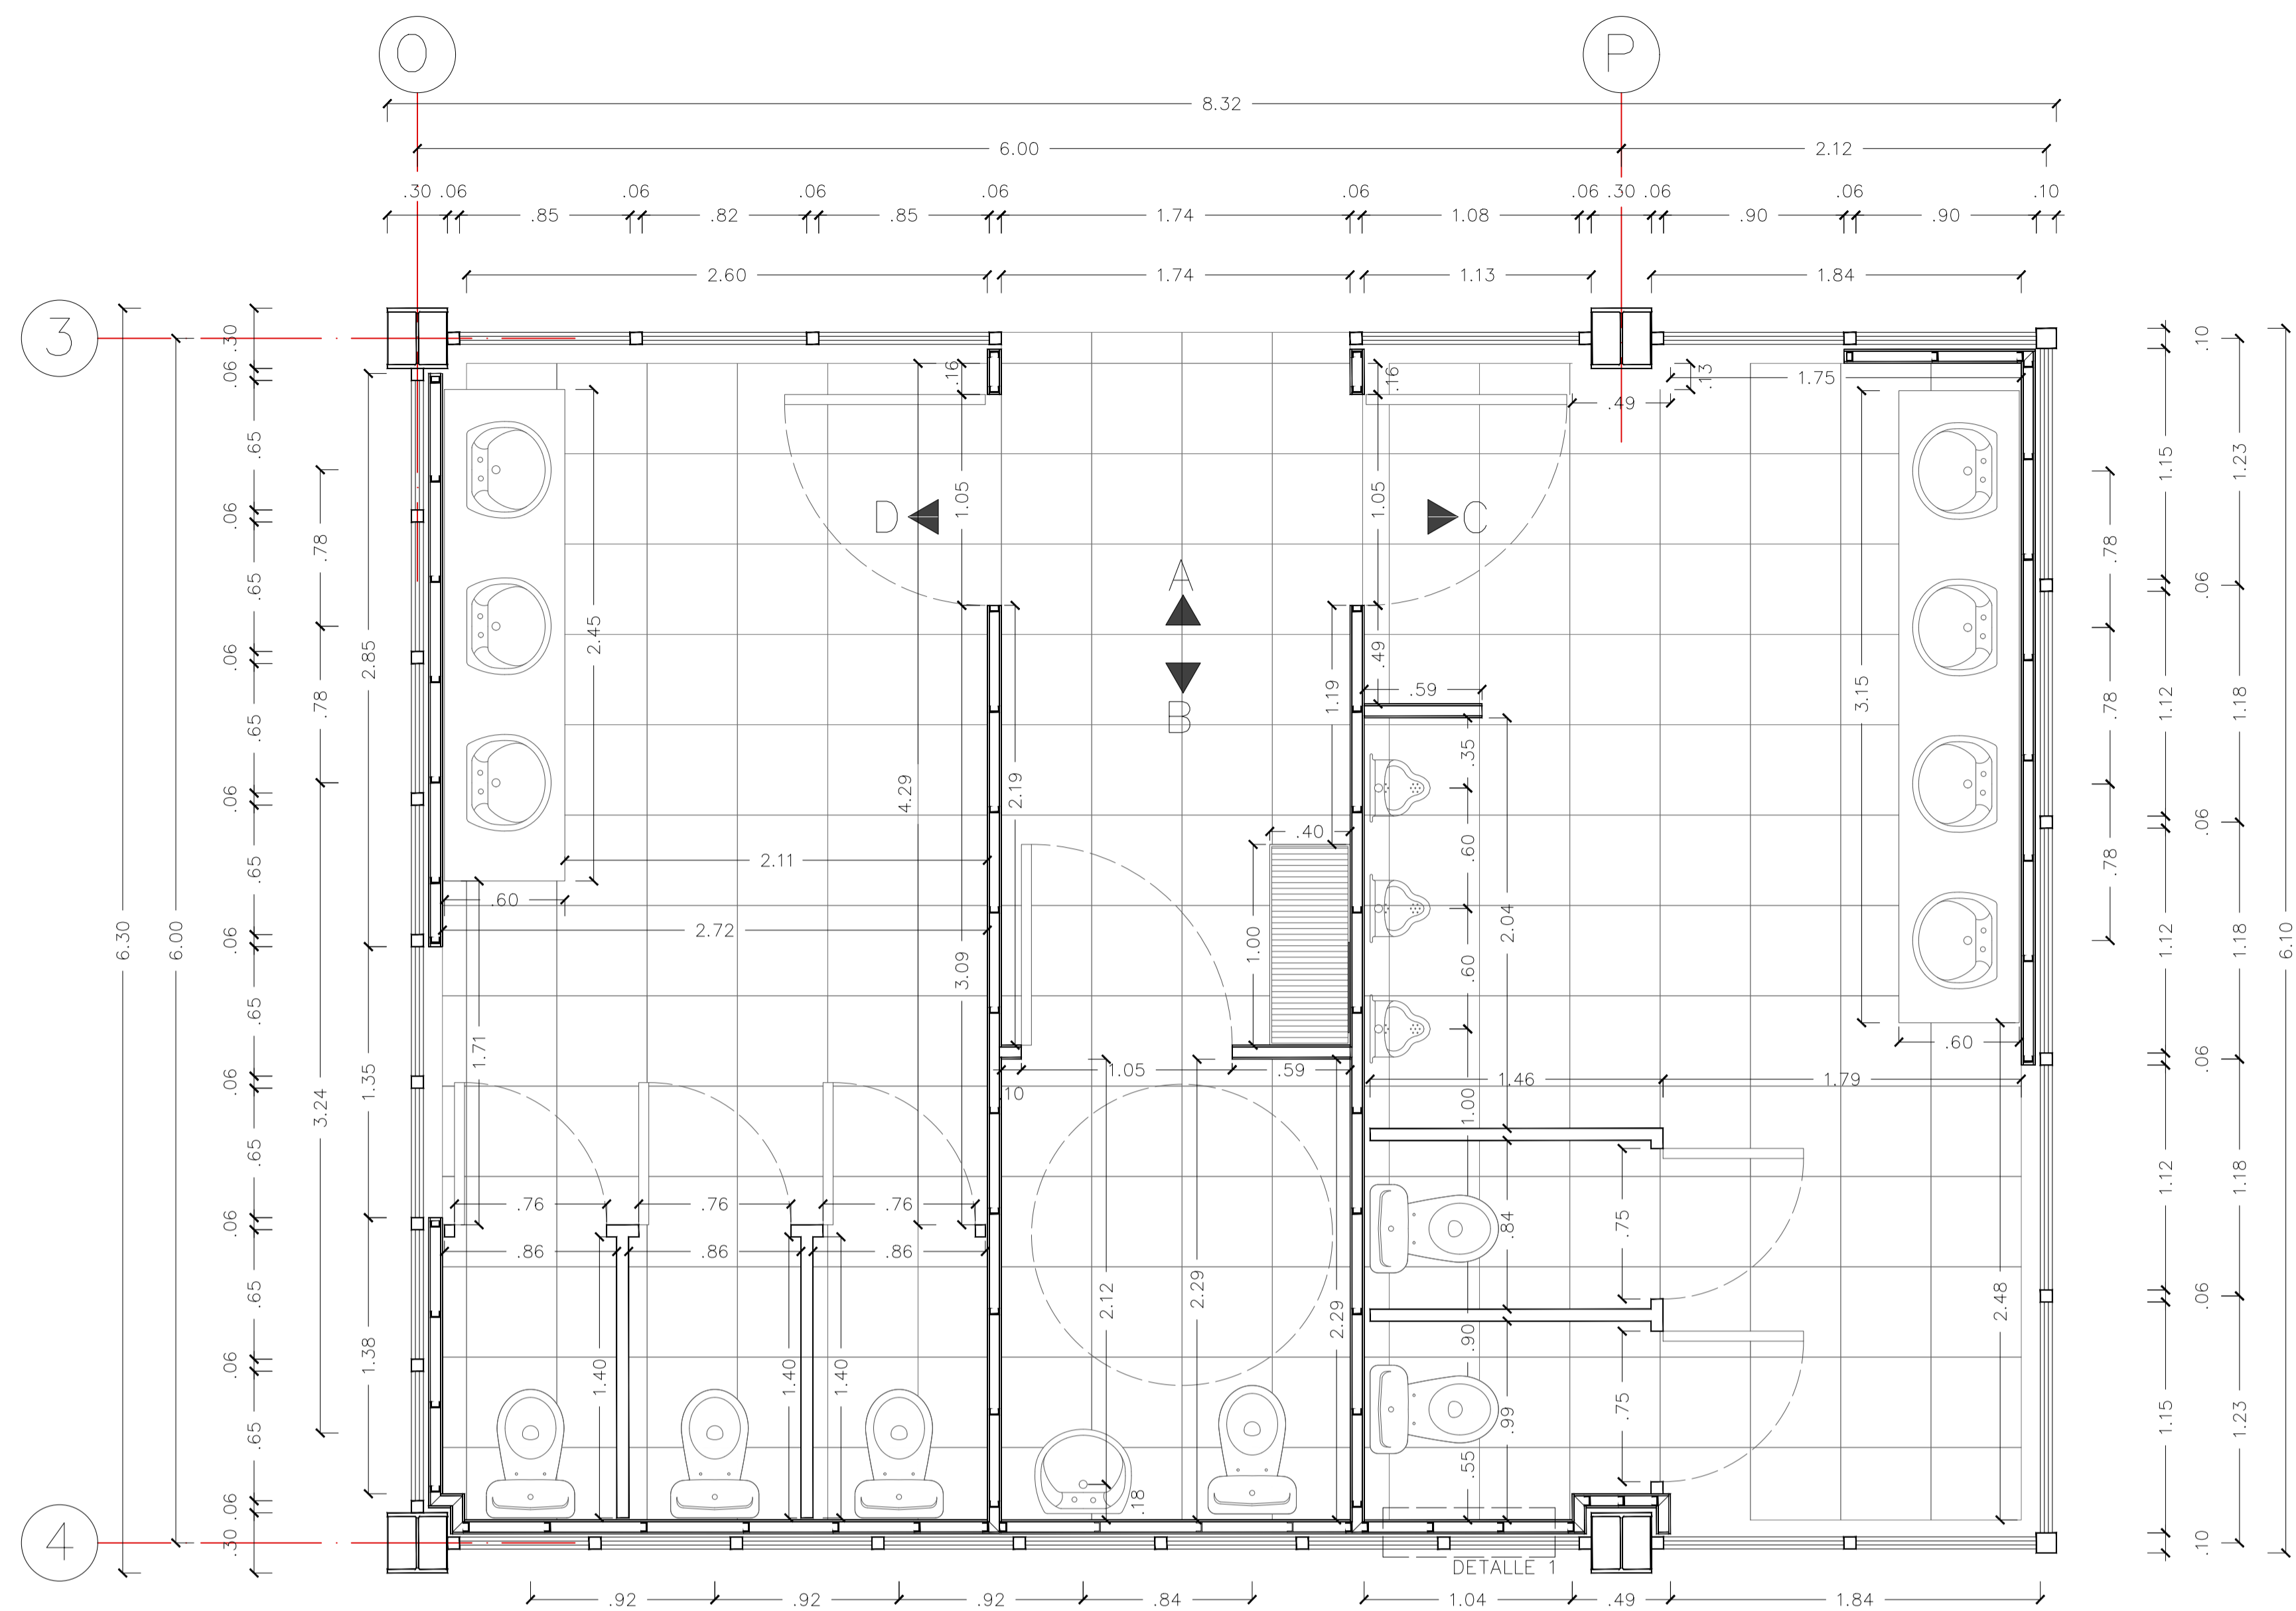 O P
8.32
6.00 2.12
.30 .06 .06 .06 .06 .06 .06 .30 .06 .06 .10
.85 .82 .85 1.74 1.08 .90 .90
2.60 1.74 1.13 1.84
3
.30 .16 .16 .13 .10
.06 1.75
.49
.65 1.15 1.23
.06 1.05 1.05
D C
.78 .78
.65 A .06
2.45
.06 2.85 .49
.59
.78 1.19 3.15 1.12 1.18
.65 B .78
.35
.06 4.29 2.19 .06
.40 .60
.65 2.11 .78
.60
2.72
6.30 6.00 .06 3.09 1.00 .60 2.04 1.12 1.18 6.10
.65 1.71 .60
.06 1.05 .59 .06
.10 1.46 1.79
3.24 1.35 1.00
.65 1.12 1.18
.06 .76 .76 .76 .84 .75
.86 .86 .86
.65 2.12 2.29 2.29 2.48 .06
.06 1.38 .90
1.40 1.40 1.40 .99 .75
.65 1.15 1.23
.55
.06 .18
.30 .10
4
DETALLE 1
.92 .92 .92 .84 1.04 .49 1.84